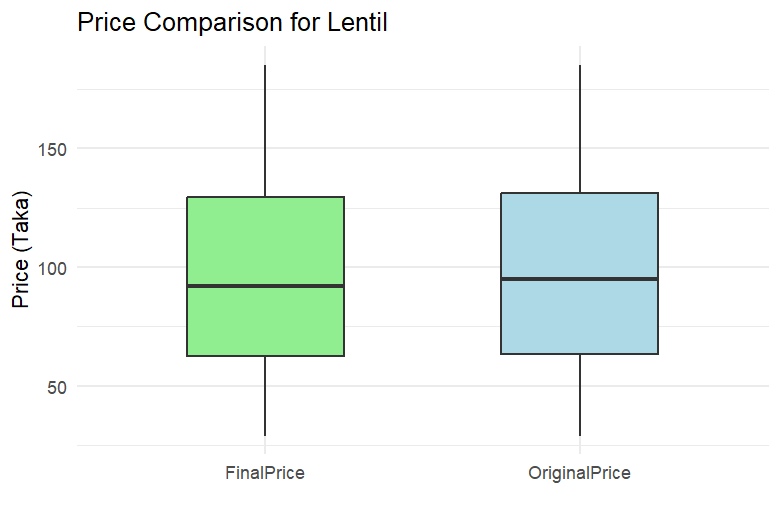 Price Comparison for Lentil
Price (Taka)
150
100
50
FinalPrice
OriginalPrice